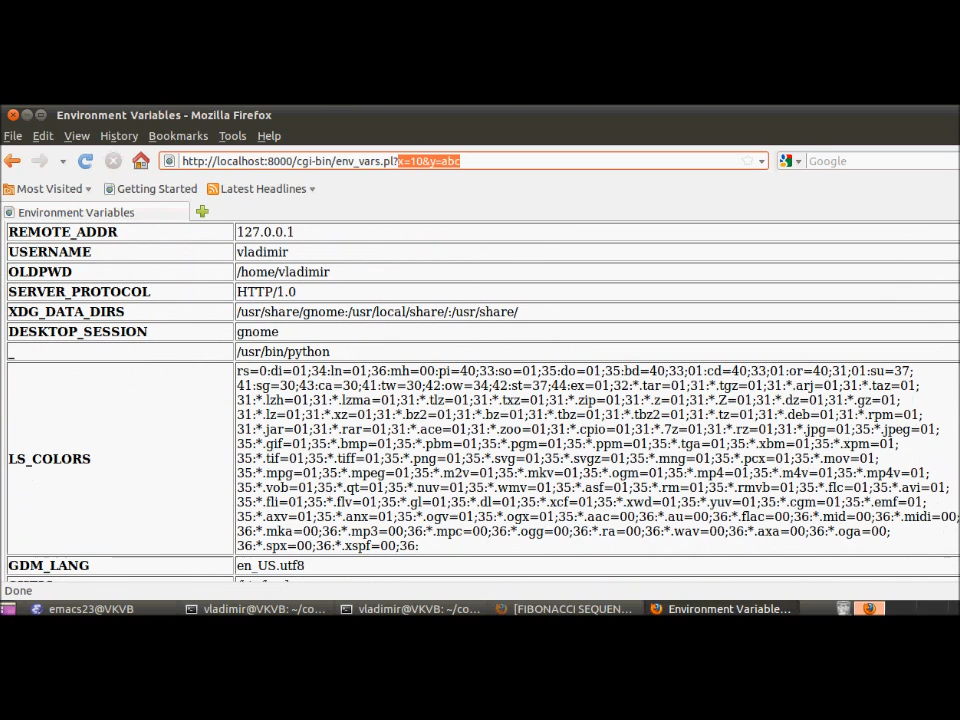 Environment Variables - Mozilla Firefox
File Edit View History Bookmarks Tools Help
http://localhost:8000/cgi-bin/env_vars.pl?x=10&y=abc Google
Most Visited Getting Started Latest Headlines
Environment Variables
REMOTE_ADDR 127.0.0.1
USERNAME vladimir
OLDPWD /home/vladimir
SERVER_PROTOCOL HTTP/1.0
XDG_DATA_DIRS /usr/share/gnome:/usr/local/share/:/usr/share/
DESKTOP_SESSION gnome
_ /usr/bin/python
rs=0:di=01;34:ln=01;36:mh=00:pi=40;33:so=01;35:do=01;35:bd=40;33;01:cd=40;33;01:or=40;31;01:su=37;
41:sg=30;43:ca=30;41:tw=30;42:ow=34;42:st=37;44:ex=01;32:*.tar=01;31:*.tgz=01;31:*.arj=01;31:*.taz=01;
31:*.lzh=01;31:*.lzma=01;31:*.tlz=01;31:*.txz=01;31:*.zip=01;31:*.z=01;31:*.Z=01;31:*.dz=01;31:*.gz=01;
31:*.lz=01;31:*.xz=01;31:*.bz2=01;31:*.bz=01;31:*.tbz=01;31:*.tbz2=01;31:*.tz=01;31:*.deb=01;31:*.rpm=01;
31:*.jar=01;31:*.rar=01;31:*.ace=01;31:*.zoo=01;31:*.cpio=01;31:*.7z=01;31:*.rz=01;31:*.jpg=01;35:*.jpeg=01;
35:*.gif=01;35:*.bmp=01;35:*.pbm=01;35:*.pgm=01;35:*.ppm=01;35:*.tga=01;35:*.xbm=01;35:*.xpm=01;
35:*.tif=01;35:*.tiff=01;35:*.png=01;35:*.svg=01;35:*.svgz=01;35:*.mng=01;35:*.pcx=01;35:*.mov=01;
LS_COLORS
35:*.mpg=01;35:*.mpeg=01;35:*.m2v=01;35:*.mkv=01;35:*.ogm=01;35:*.mp4=01;35:*.m4v=01;35:*.mp4v=01;
35:*.vob=01;35:*.qt=01;35:*.nuv=01;35:*.wmv=01;35:*.asf=01;35:*.rm=01;35:*.rmvb=01;35:*.flc=01;35:*.avi=01;
35:*.fli=01;35:*.flv=01;35:*.gl=01;35:*.dl=01;35:*.xcf=01;35:*.xwd=01;35:*.yuv=01;35:*.cgm=01;35:*.emf=01;
35:*.axv=01;35:*.anx=01;35:*.ogv=01;35:*.ogx=01;35:*.aac=00;36:*.au=00;36:*.flac=00;36:*.mid=00;36:*.midi=00;
36:*.mka=00;36:*.mp3=00;36:*.mpc=00;36:*.ogg=00;36:*.ra=00;36:*.wav=00;36:*.axa=00;36:*.oga=00;
36:*.spx=00;36:*.xspf=00;36:
GDM_LANG en_US.utf8
Done
emacs23@VKVB vladimir@VKVB: ~/co... vladimir@VKVB: ~/co... [FIBONACCI SEQUEN... Environment Variable...